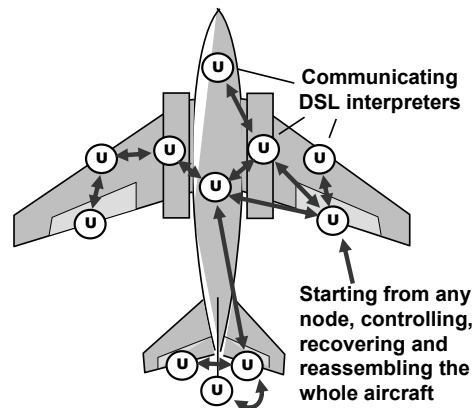 U
Communicating
DSL interpreters
U
U
U
U
U
U
U
Starting from any
node, controlling,
recovering and
reassembling the
whole aircraft
U
U
U